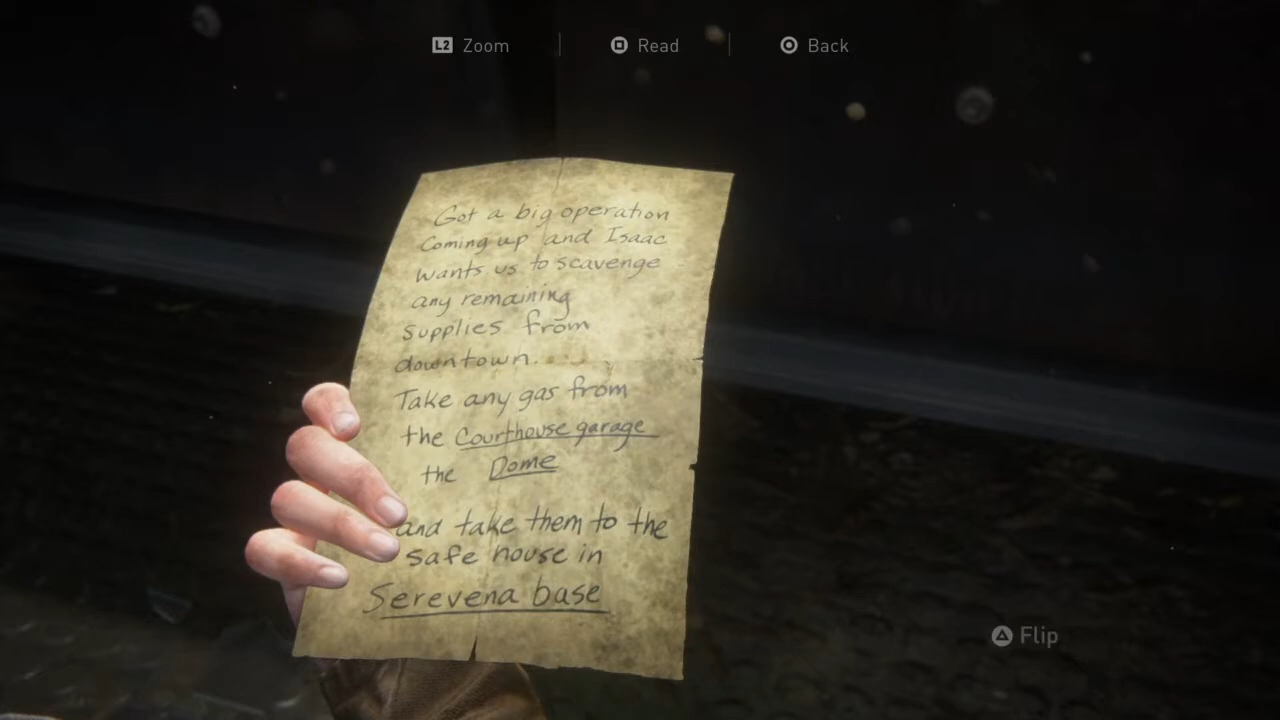 L2 Zoom | Read | Back
Got a big operation
Coming up and Isaac
wants us to scavenge
any remaining
supplies from
downtown.
Take any gas from
the Courthouse garage
the Dome
and take them to the
safe house in
Serevena base
Flip